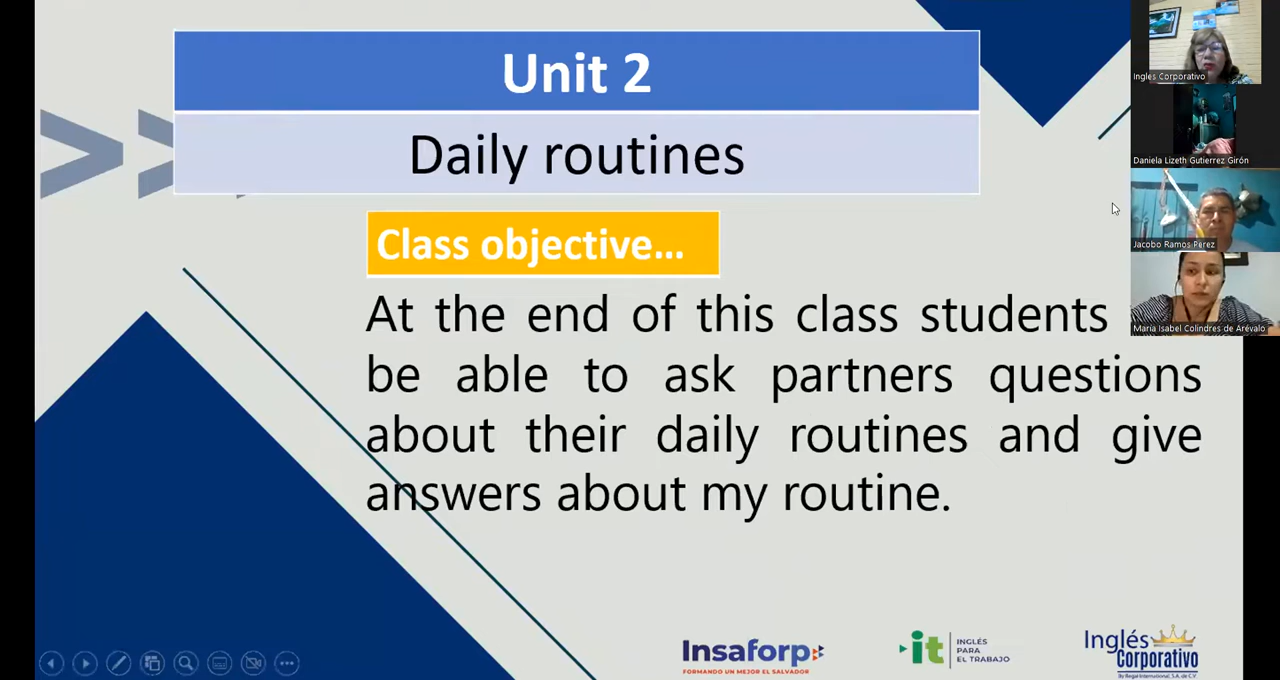 Unit 2
Daily routines
Class objective...
At the end of this class students
be able to ask partners questions
about their daily routines and give
answers about my routine.
Ingles Corporativo
Daniela Lizeth Gutierrez Girón
Jacobo Ramos Perez
Maria Isabel Colindres de Arévalo
Insaforp
FORMANDO UN MEJOR EL SALVADOR
it
INGLÉS
PARA
EL TRABAJO
Inglés
Corporativo
By Regal International, S.A. de C.V.